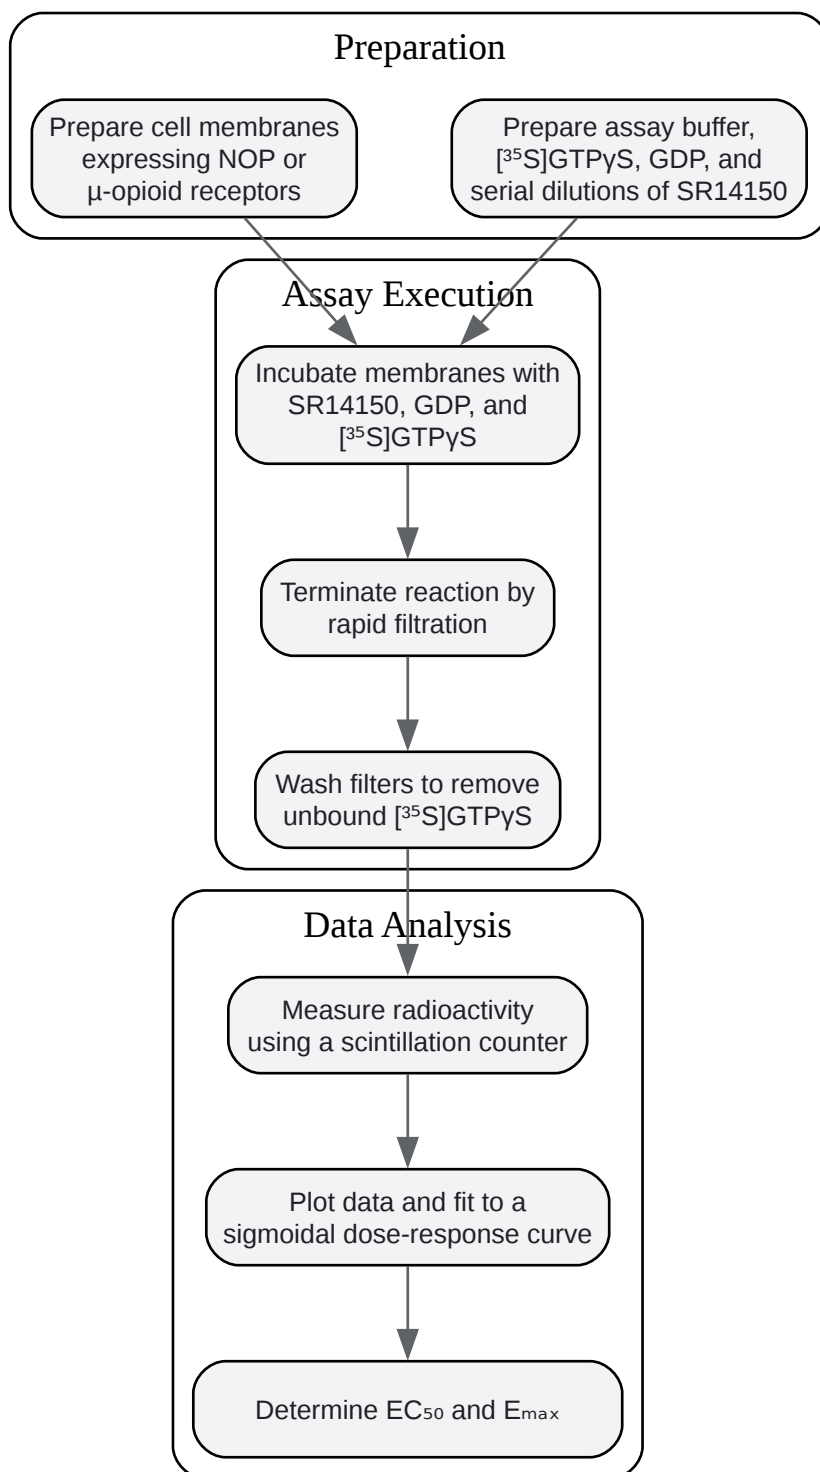 Preparation
Prepare cell membranes
expressing NOP or
μ-opioid receptors
Prepare assay buffer,
[³⁵S]GTPγS, GDP, and
serial dilutions of SR14150
Assay Execution
Incubate membranes with
SR14150, GDP, and
[³⁵S]GTPγS
Terminate reaction by
rapid filtration
Wash filters to remove
unbound [³⁵S]GTPγS
Data Analysis
Measure radioactivity
using a scintillation counter
Plot data and fit to a
sigmoidal dose-response curve
Determine EC₅₀ and Eₘₐₓ